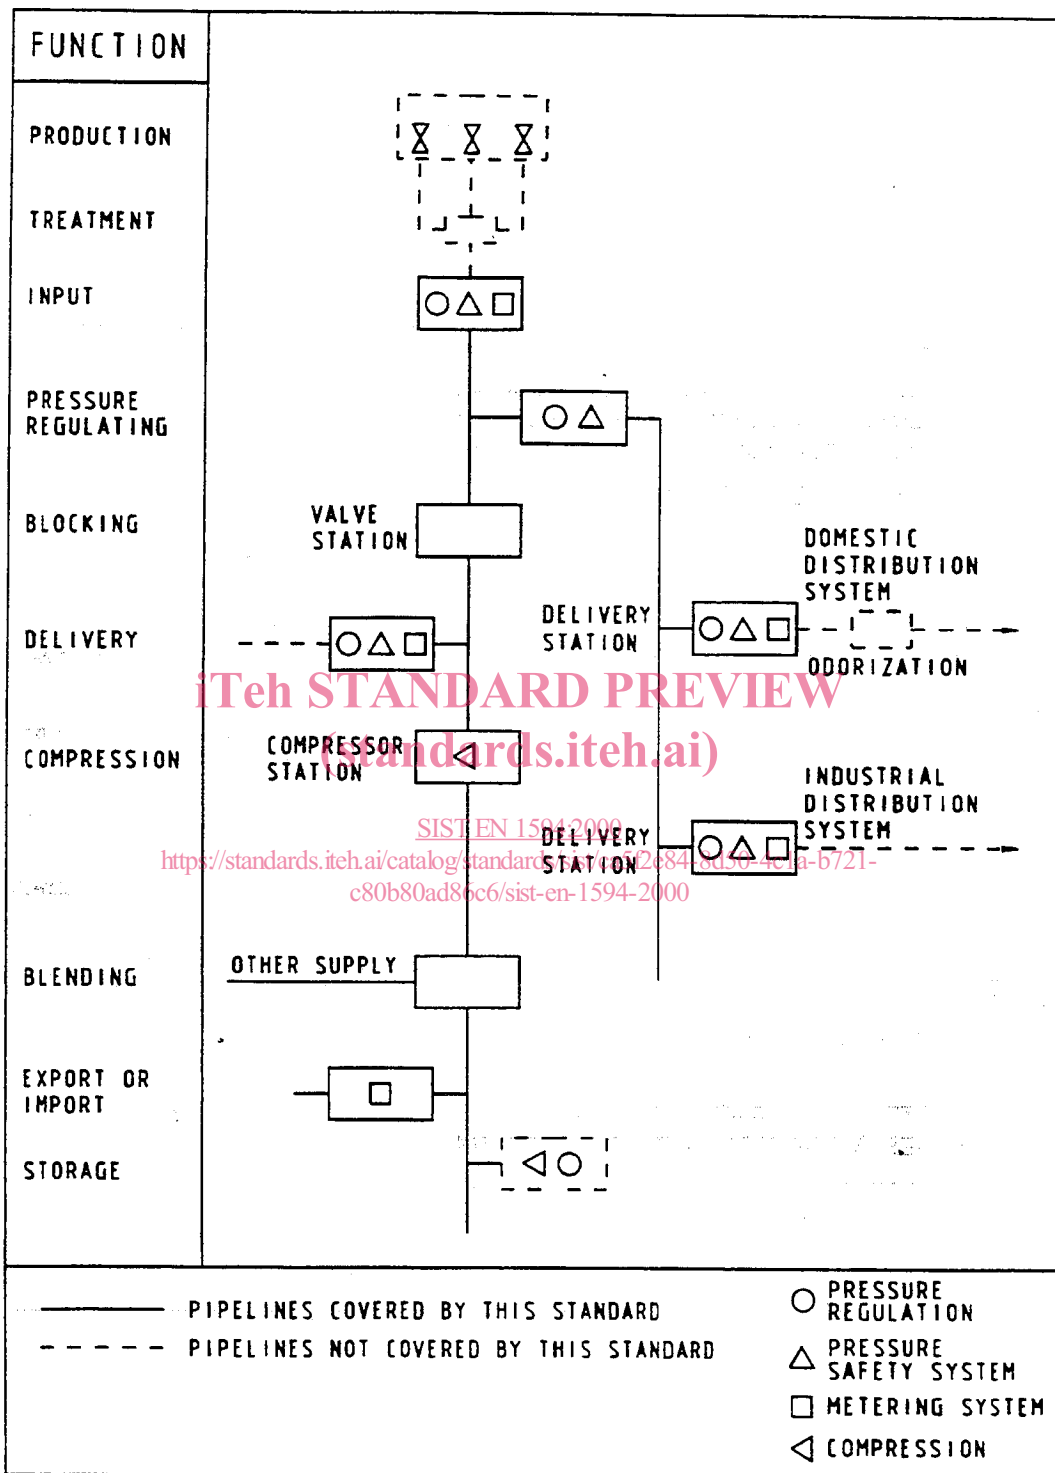 FUNCTION
PRODUCTION
TREATMENT
INPUT
PRESSURE
REGULATING
BLOCKING
VALVE
STATION
DOMESTIC
DISTRIBUTION
SYSTEM
DELIVERY
DELIVERY
STATION
ODORIZATION
iTeh STANDARD PREVIEW
(standards.iteh.ai)
COMPRESSION
COMPRESSOR
STATION
INDUSTRIAL
DISTRIBUTION
SYSTEM
SIST EN 1594:2000
DELIVERY
STATION
c80b80ad86c6/sist-en-1594-2000
BLENDING
OTHER SUPPLY
EXPORT OR
IMPORT
STORAGE
PIPELINES COVERED BY THIS STANDARD
PIPELINES NOT COVERED BY THIS STANDARD
PRESSURE
REGULATION
PRESSURE
SAFETY SYSTEM
METERING SYSTEM
COMPRESSION